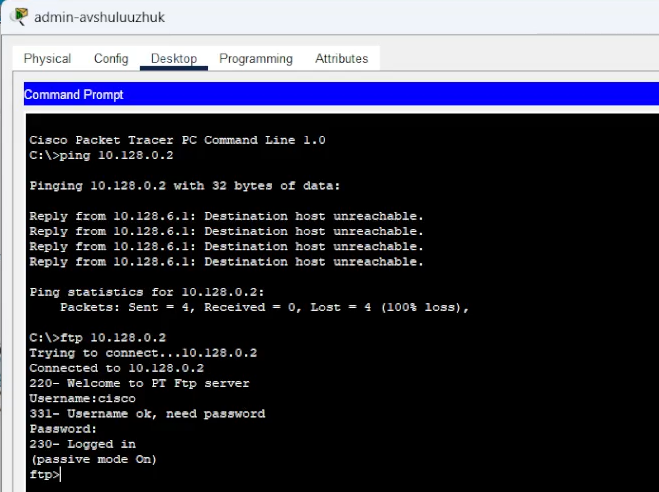 admin-avshuluuzhuk
Physical Config Desktop Programming Attributes
Command Prompt
Cisco Packet Tracer PC Command Line 1.0
C:\>ping 10.128.0.2
Pinging 10.128.0.2 with 32 bytes of data:
Reply from 10.128.6.1: Destination host unreachable.
Reply from 10.128.6.1: Destination host unreachable.
Reply from 10.128.6.1: Destination host unreachable.
Reply from 10.128.6.1: Destination host unreachable.
Ping statistics for 10.128.0.2:
Packets: Sent = 4, Received = 0, Lost = 4 (100% loss),
C:\>ftp 10.128.0.2
Trying to connect...10.128.0.2
Connected to 10.128.0.2
220- Welcome to PT Ftp server
Username:cisco
331- Username ok, need password
Password:
230- Logged in
(passive mode On)
ftp>